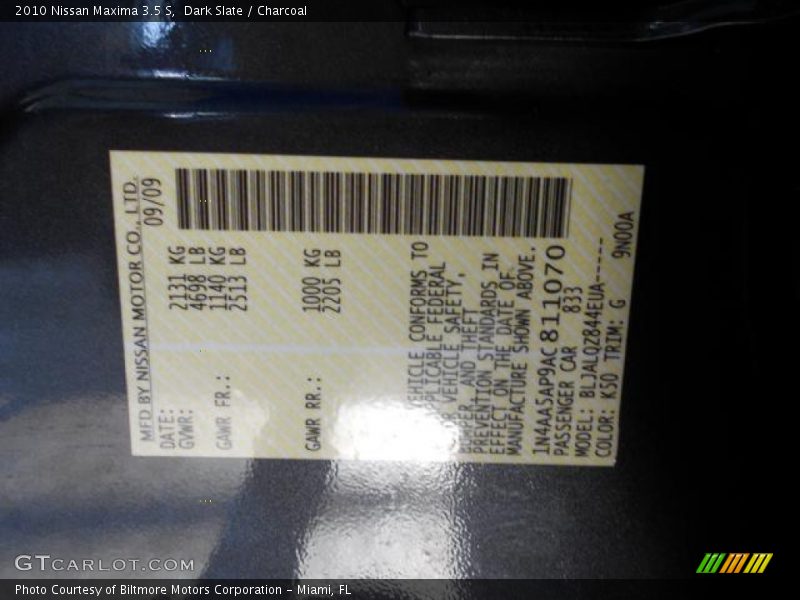 2010 Nissan Maxima 3.5 S,  Dark Slate / Charcoal
MFD BY NISSAN MOTOR CO., LTD.
DATE: 09/09
GVWR: 2131 KG
4698 LB
GAWR FR.: 1140 KG
2513 LB
GAWR RR.: 1000 KG
2205 LB
VEHICLE CONFORMS TO
FEDERAL
VEHICLE SAFETY,
BUMPER, AND THEFT
PREVENTION STANDARDS IN
EFFECT ON THE DATE OF
MANUFACTURE SHOWN ABOVE.
1N4AA5AP9AC811070
PASSENGER CAR 833
MODEL: BLJALQZ844EUA-----
COLOR: K50 TRIM: G 9N00A
GTCARLOT.COM
Photo Courtesy of Biltmore Motors Corporation - Miami, FL